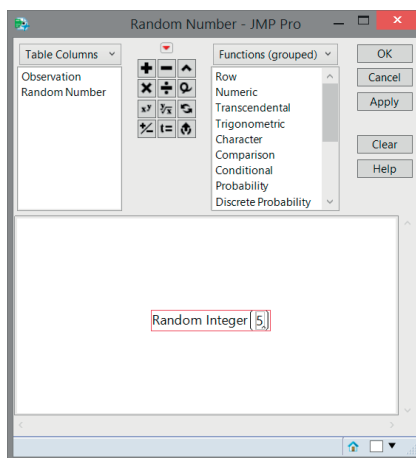 Random Number - JMP Pro
Table Columns
Observation
Random Number
xy
y√x
t=
Functions (grouped)
Row
Numeric
Transcendental
Trigonometric
Character
Comparison
Conditional
Probability
Discrete Probability
OK
Cancel
Apply
Clear
Help
Random Integer(5)